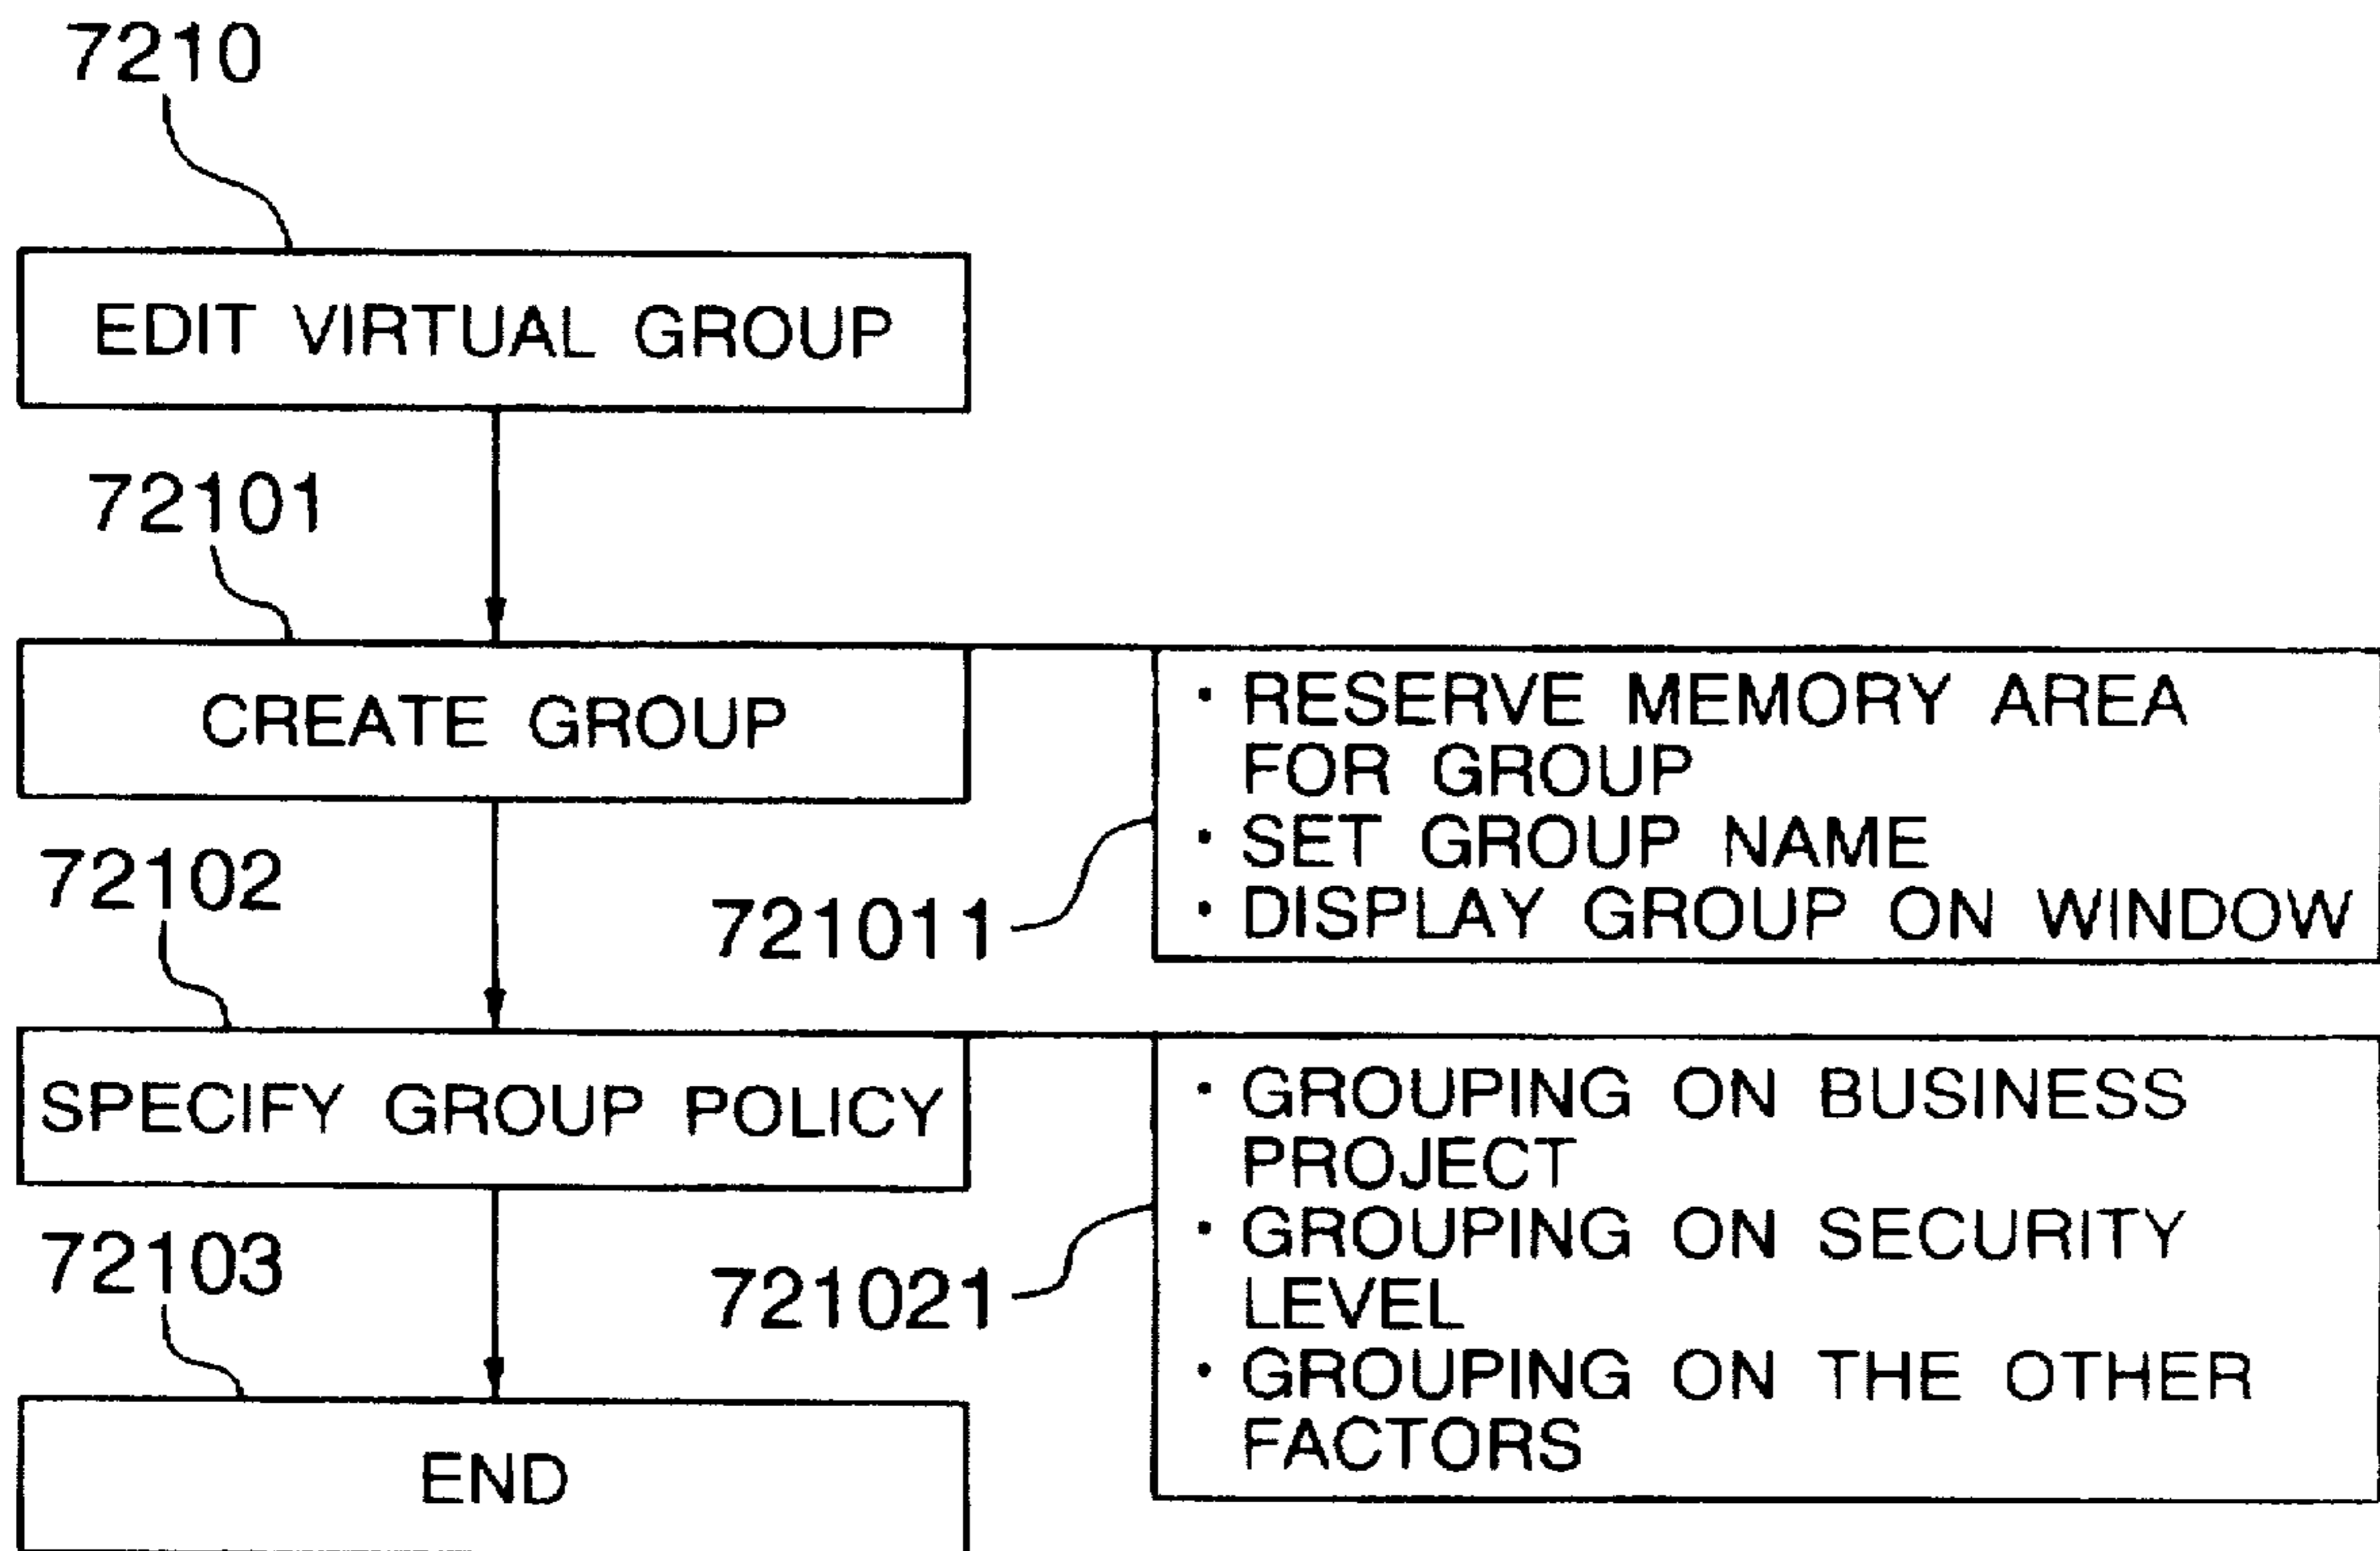 7210
EDIT VIRTUAL GROUP
72101
CREATE GROUP
· RESERVE MEMORY AREA
FOR GROUP
· SET GROUP NAME
· DISPLAY GROUP ON WINDOW
721011
72102
SPECIFY GROUP POLICY
· GROUPING ON BUSINESS
PROJECT
· GROUPING ON SECURITY
LEVEL
· GROUPING ON THE OTHER
FACTORS
721021
72103
END